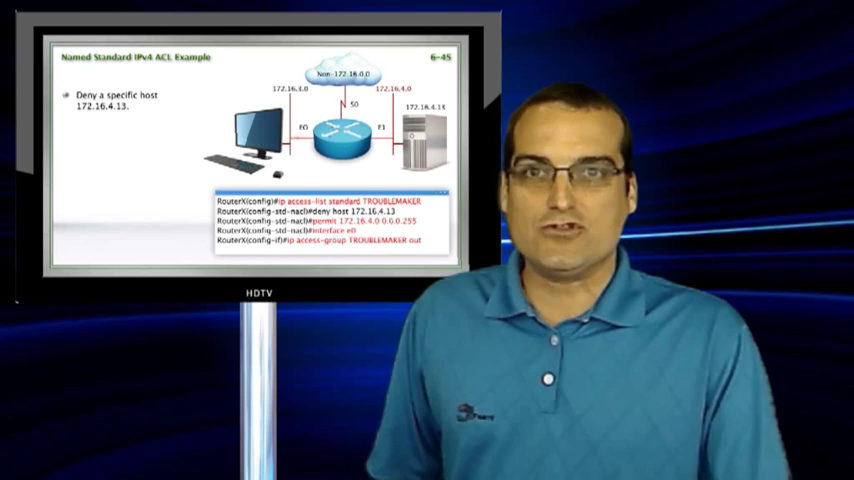 Named Standard IPv4 ACL Example
6-45
Deny a specific host
172.16.4.13.
Non-172.16.0.0
172.16.3.0
172.16.4.0
S0
172.16.4.13
E0
E1
RouterX(config)#ip access-list standard TROUBLEMAKER
RouterX(config-std-nacl)#deny host 172.16.4.13
RouterX(config-std-nacl)#permit 172.16.4.0 0.0.0.255
RouterX(config-std-nacl)#interface e0
RouterX(config-if)#ip access-group TROUBLEMAKER out
HDTV